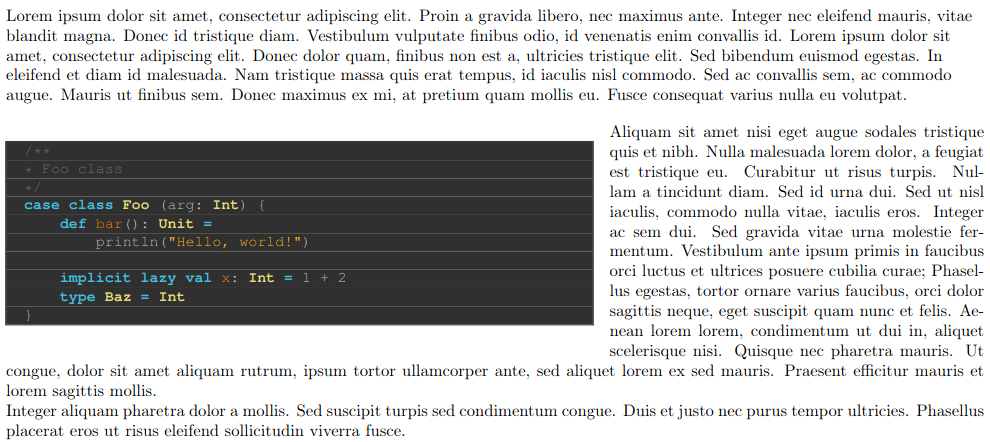 Lorem ipsum dolor sit amet, consectetur adipiscing elit. Proin a gravida libero, nec maximus ante. Integer nec eleifend mauris, vitae
blandit magna. Donec id tristique diam. Vestibulum vulputate finibus odio, id venenatis enim convallis id. Lorem ipsum dolor sit
amet, consectetur adipiscing elit. Donec dolor quam, finibus non est a, ultricies tristique elit. Sed bibendum euismod egestas. In
eleifend et diam id malesuada. Nam tristique massa quis erat tempus, id iaculis nisl commodo. Sed ac convallis sem, ac commodo
augue. Mauris ut finibus sem. Donec maximus ex mi, at pretium quam mollis eu. Fusce consequat varius nulla eu volutpat.
/**
* Foo class
*/
case class Foo (arg: Int) {
    def bar(): Unit =
        println("Hello, world!")
    implicit lazy val x: Int = 1 + 2
    type Baz = Int
}
Aliquam sit amet nisi eget augue sodales tristique
quis et nibh. Nulla malesuada lorem dolor, a feugiat
est tristique eu. Curabitur ut risus turpis. Nul-
lam a tincidunt diam. Sed id urna dui. Sed ut nisl
iaculis, commodo nulla vitae, iaculis eros. Integer
ac sem dui. Sed gravida vitae urna molestie fer-
mentum. Vestibulum ante ipsum primis in faucibus
orci luctus et ultrices posuere cubilia curae; Phasel-
lus egestas, tortor ornare varius faucibus, orci dolor
sagittis neque, eget suscipit quam nunc et felis. Ae-
nean lorem lorem, condimentum ut dui in, aliquet
scelerisque nisi. Quisque nec pharetra mauris. Ut
congue, dolor sit amet aliquam rutrum, ipsum tortor ullamcorper ante, sed aliquet lorem ex sed mauris. Praesent efficitur mauris et
lorem sagittis mollis.
Integer aliquam pharetra dolor a mollis. Sed suscipit turpis sed condimentum congue. Duis et justo nec purus tempor ultricies. Phasellus
placerat eros ut risus eleifend sollicitudin viverra fusce.